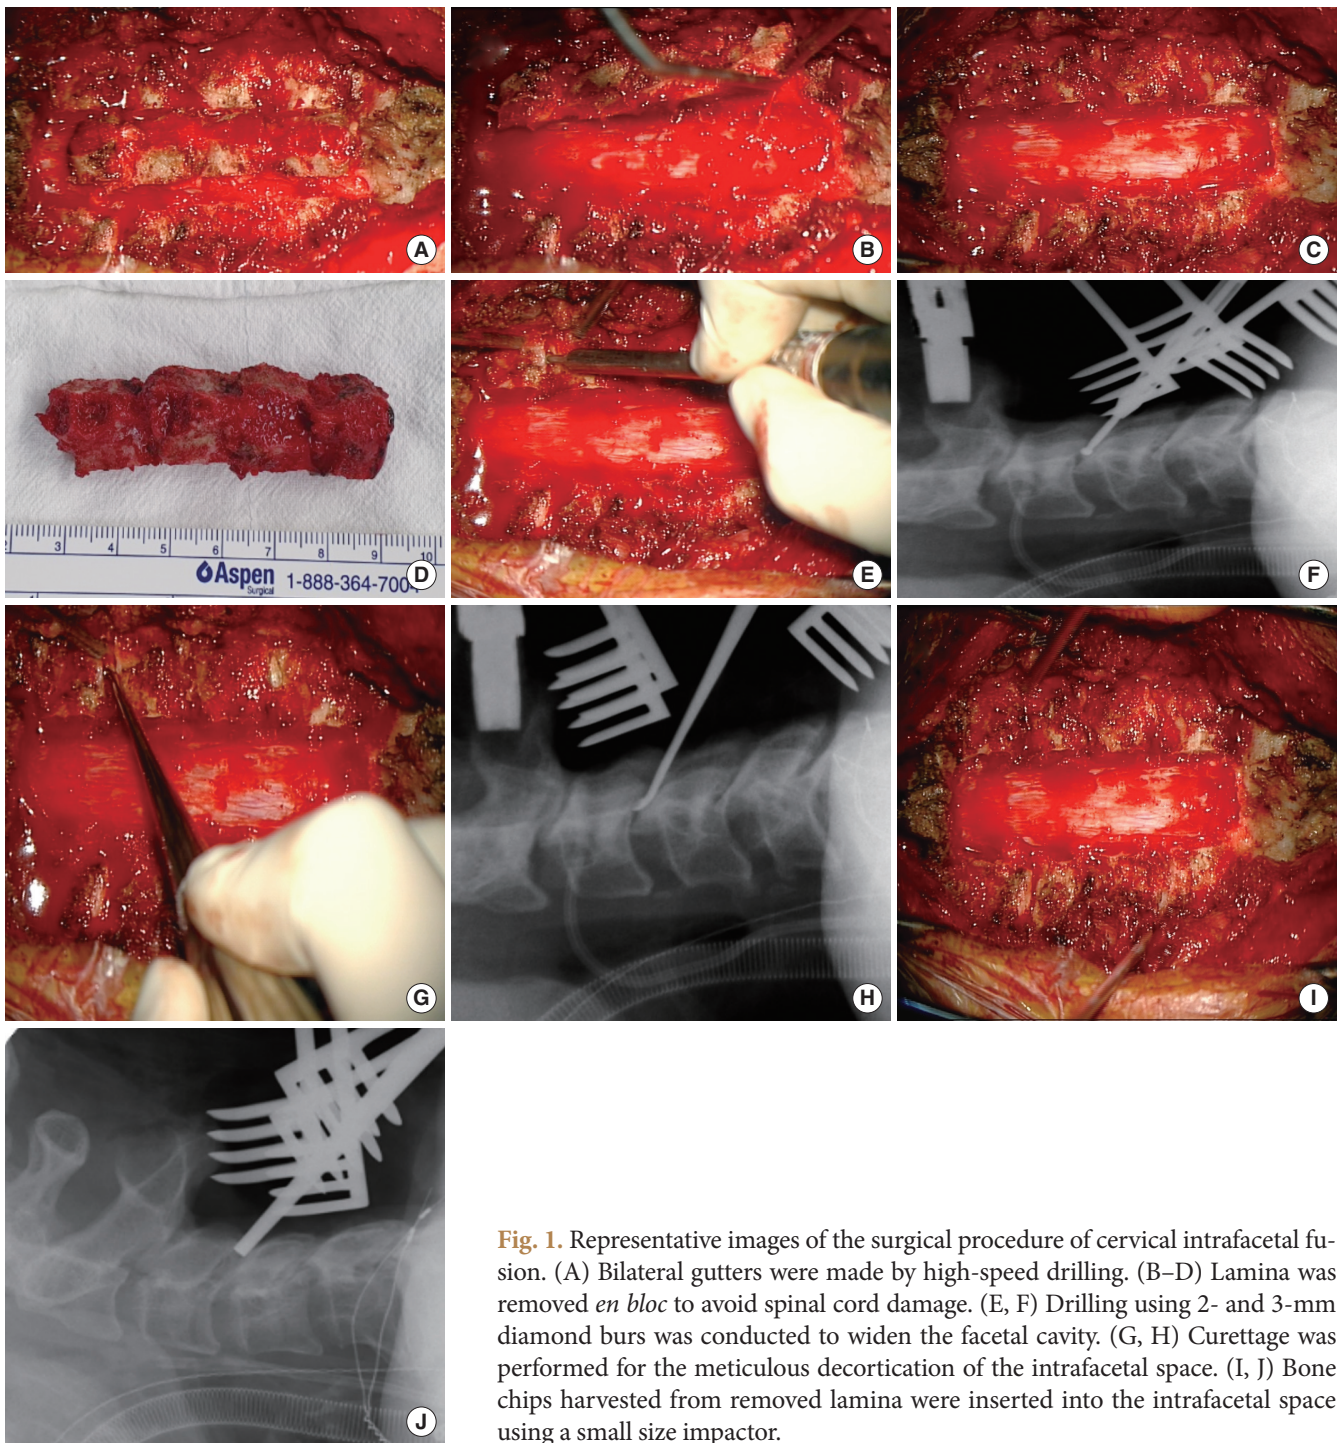 A
B
C
3 4 5 6 7 8 9 10
Aspen
Surgical
1-888-364-700
D
E
F
G
H
I
J
Fig. 1. Representative images of the surgical procedure of cervical intrafacetal fu-
sion. (A) Bilateral gutters were made by high-speed drilling. (B–D) Lamina was
removed en bloc to avoid spinal cord damage. (E, F) Drilling using 2- and 3-mm
diamond burs was conducted to widen the facetal cavity. (G, H) Curettage was
performed for the meticulous decortication of the intrafacetal space. (I, J) Bone
chips harvested from removed lamina were inserted into the intrafacetal space
using a small size impactor.